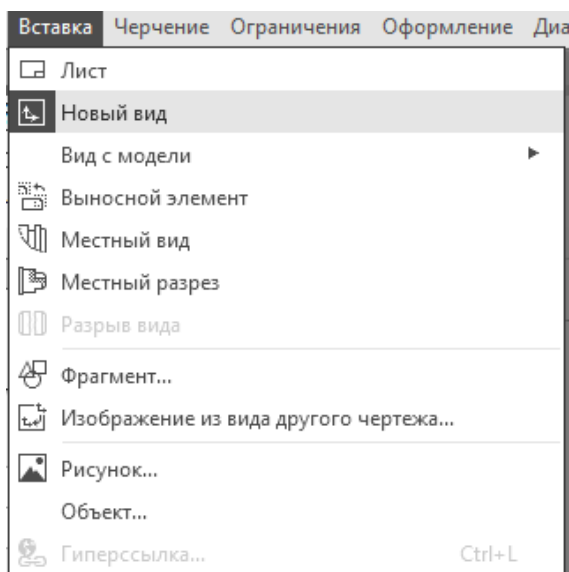 Вставка Черчение Ограничения Оформление Диа
Лист
Новый вид
Вид с модели
Выносной элемент
Местный вид
Местный разрез
Разрыв вида
Фрагмент...
Изображение из вида другого чертежа...
Рисунок...
Объект...
Гиперссылка... Ctrl+L